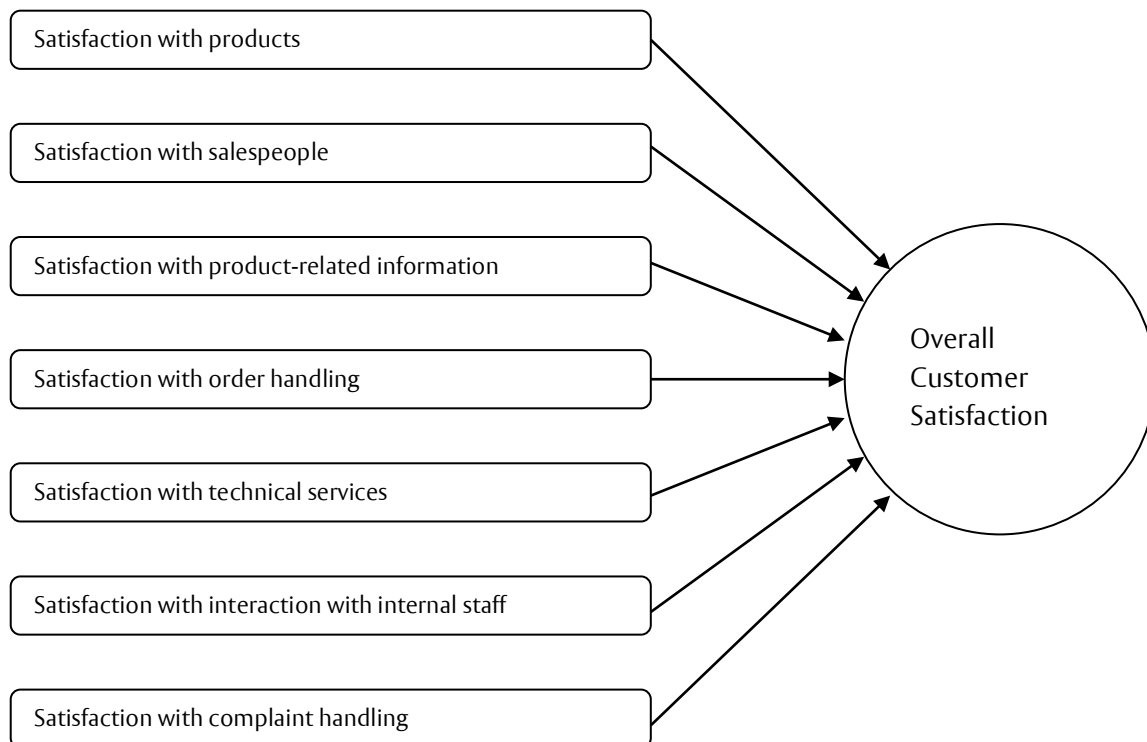 Satisfaction with products
Satisfaction with salespeople
Satisfaction with product-related information
Satisfaction with order handling
Satisfaction with technical services
Satisfaction with interaction with internal staff
Satisfaction with complaint handling
Overall
Customer
Satisfaction